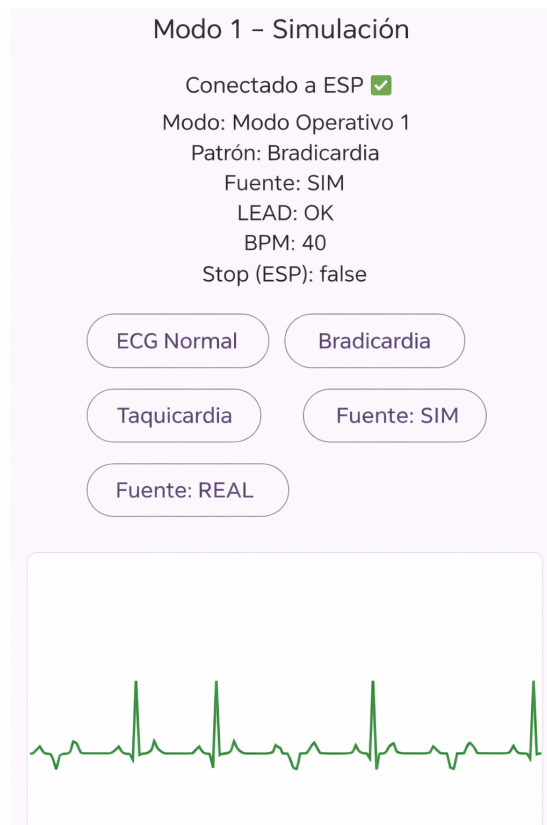 Modo 1 – Simulación
Conectado a ESP ✅
Modo: Modo Operativo 1
Patrón: Bradicardia
Fuente: SIM
LEAD: OK
BPM: 40
Stop (ESP): false
ECG Normal
Bradicardia
Taquicardia
Fuente: SIM
Fuente: REAL